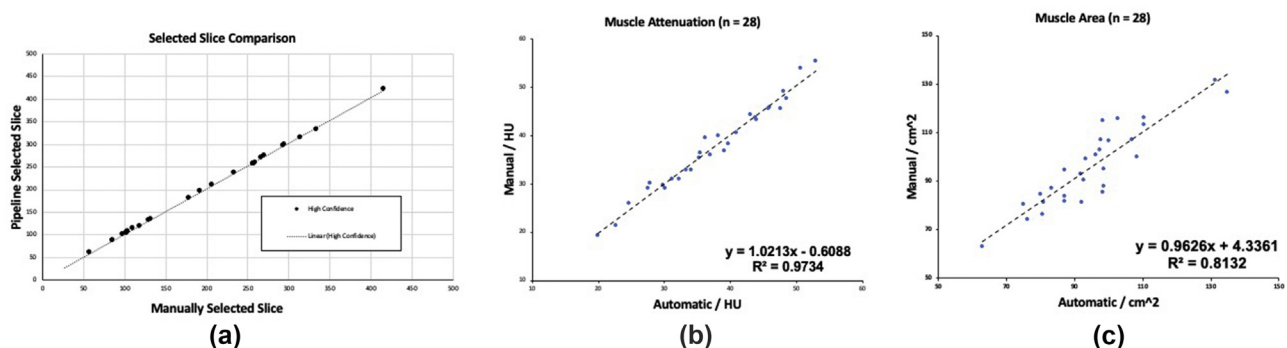 Selected Slice Comparison
Pipeline Selected Slice
500
450
400
350
300
250
200
150
100
50
0
0 50 100 150 200 250 300 350 400 450 500
High Confidence
Linear (High Confidence)
Manually Selected Slice
(a)
Muscle Attenuation (n = 28)
Manual / HU
60
50
40
30
20
10
10 20 30 40 50 60
y = 1.0213x - 0.6088
R² = 0.9734
Automatic / HU
(b)
Muscle Area (n = 28)
Manual / cm^2
150
130
110
90
70
50
50 70 90 110 130 150
y = 0.9626x + 4.3361
R² = 0.8132
Automatic / cm^2
(c)